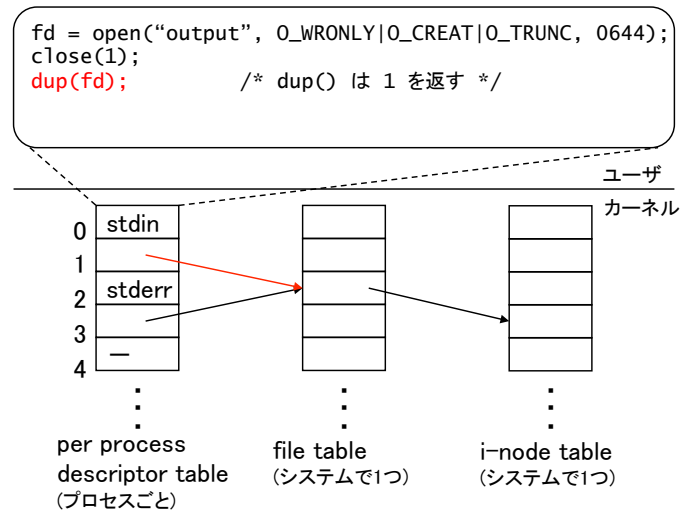 fd = open(“output”, O_WRONLY|O_CREAT|O_TRUNC, 0644);
close(1);
dup(fd); /* dup() は 1 を返す */
ユーザ
カーネル
0 stdin
1
2 stderr
3
4 ー
per process
descriptor table
(プロセスごと)
file table
(システムで1つ)
i-node table
(システムで1つ)